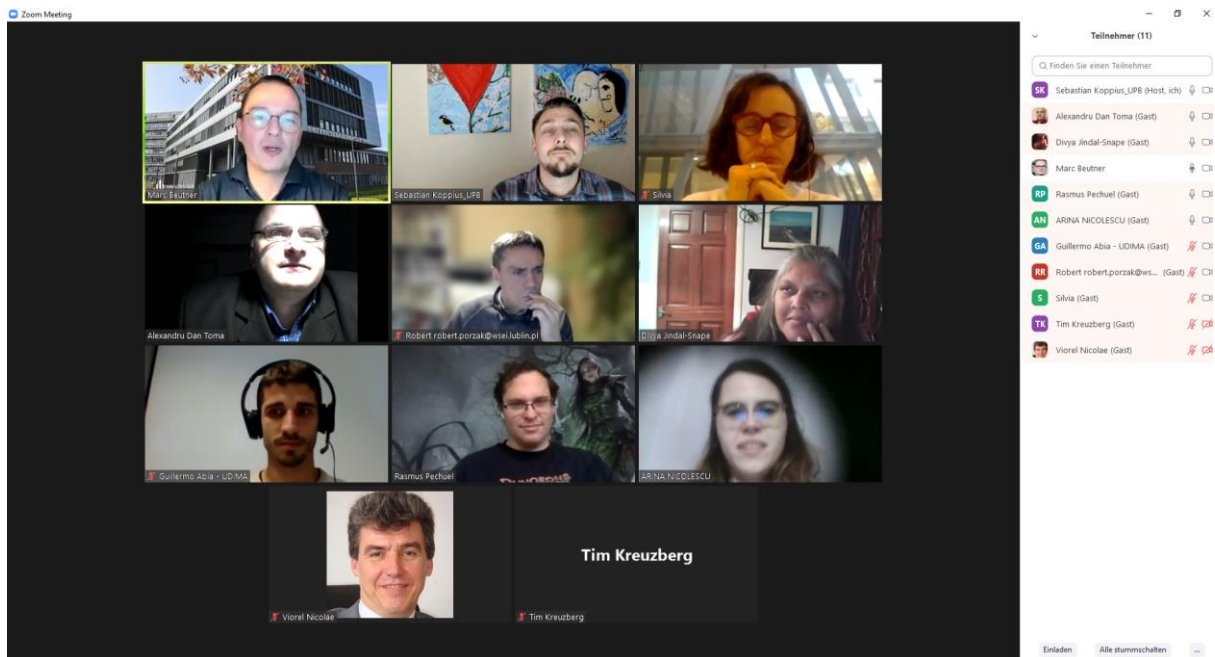 Zoom Meeting
Marc Beutner
Sebastian Koppius_UPB
Silvia
Alexandru Dan Toma
Robert robert.porzak@wsei.lublin.pl
Divya Jindal-Snape
Guillermo Abia - UDIMA
Rasmus Pechuel
ARINA NICOLESCU
Viorel Nicolae
Tim Kreuzberg
Tim Kreuzberg
Teilnehmer (11)
Finden Sie einen Teilnehmer
SK Sebastian Koppius_UPB (Host, ich)
Alexandru Dan Toma (Gast)
Divya Jindal-Snape (Gast)
Marc Beutner
RP Rasmus Pechuel (Gast)
AN ARINA NICOLESCU (Gast)
GA Guillermo Abia - UDIMA (Gast)
RR Robert robert.porzak@ws... (Gast)
S Silvia (Gast)
TK Tim Kreuzberg (Gast)
Viorel Nicolae (Gast)
Einladen Alle stummschalten ...